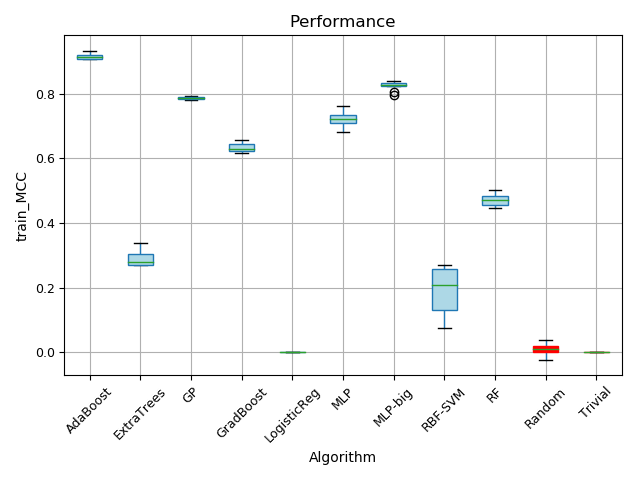 Performance
train_MCC
0.8
0.6
0.4
0.2
0.0
AdaBoost
ExtraTrees
GP
GradBoost
LogisticReg
MLP
MLP-big
RBF-SVM
RF
Random
Trivial
Algorithm